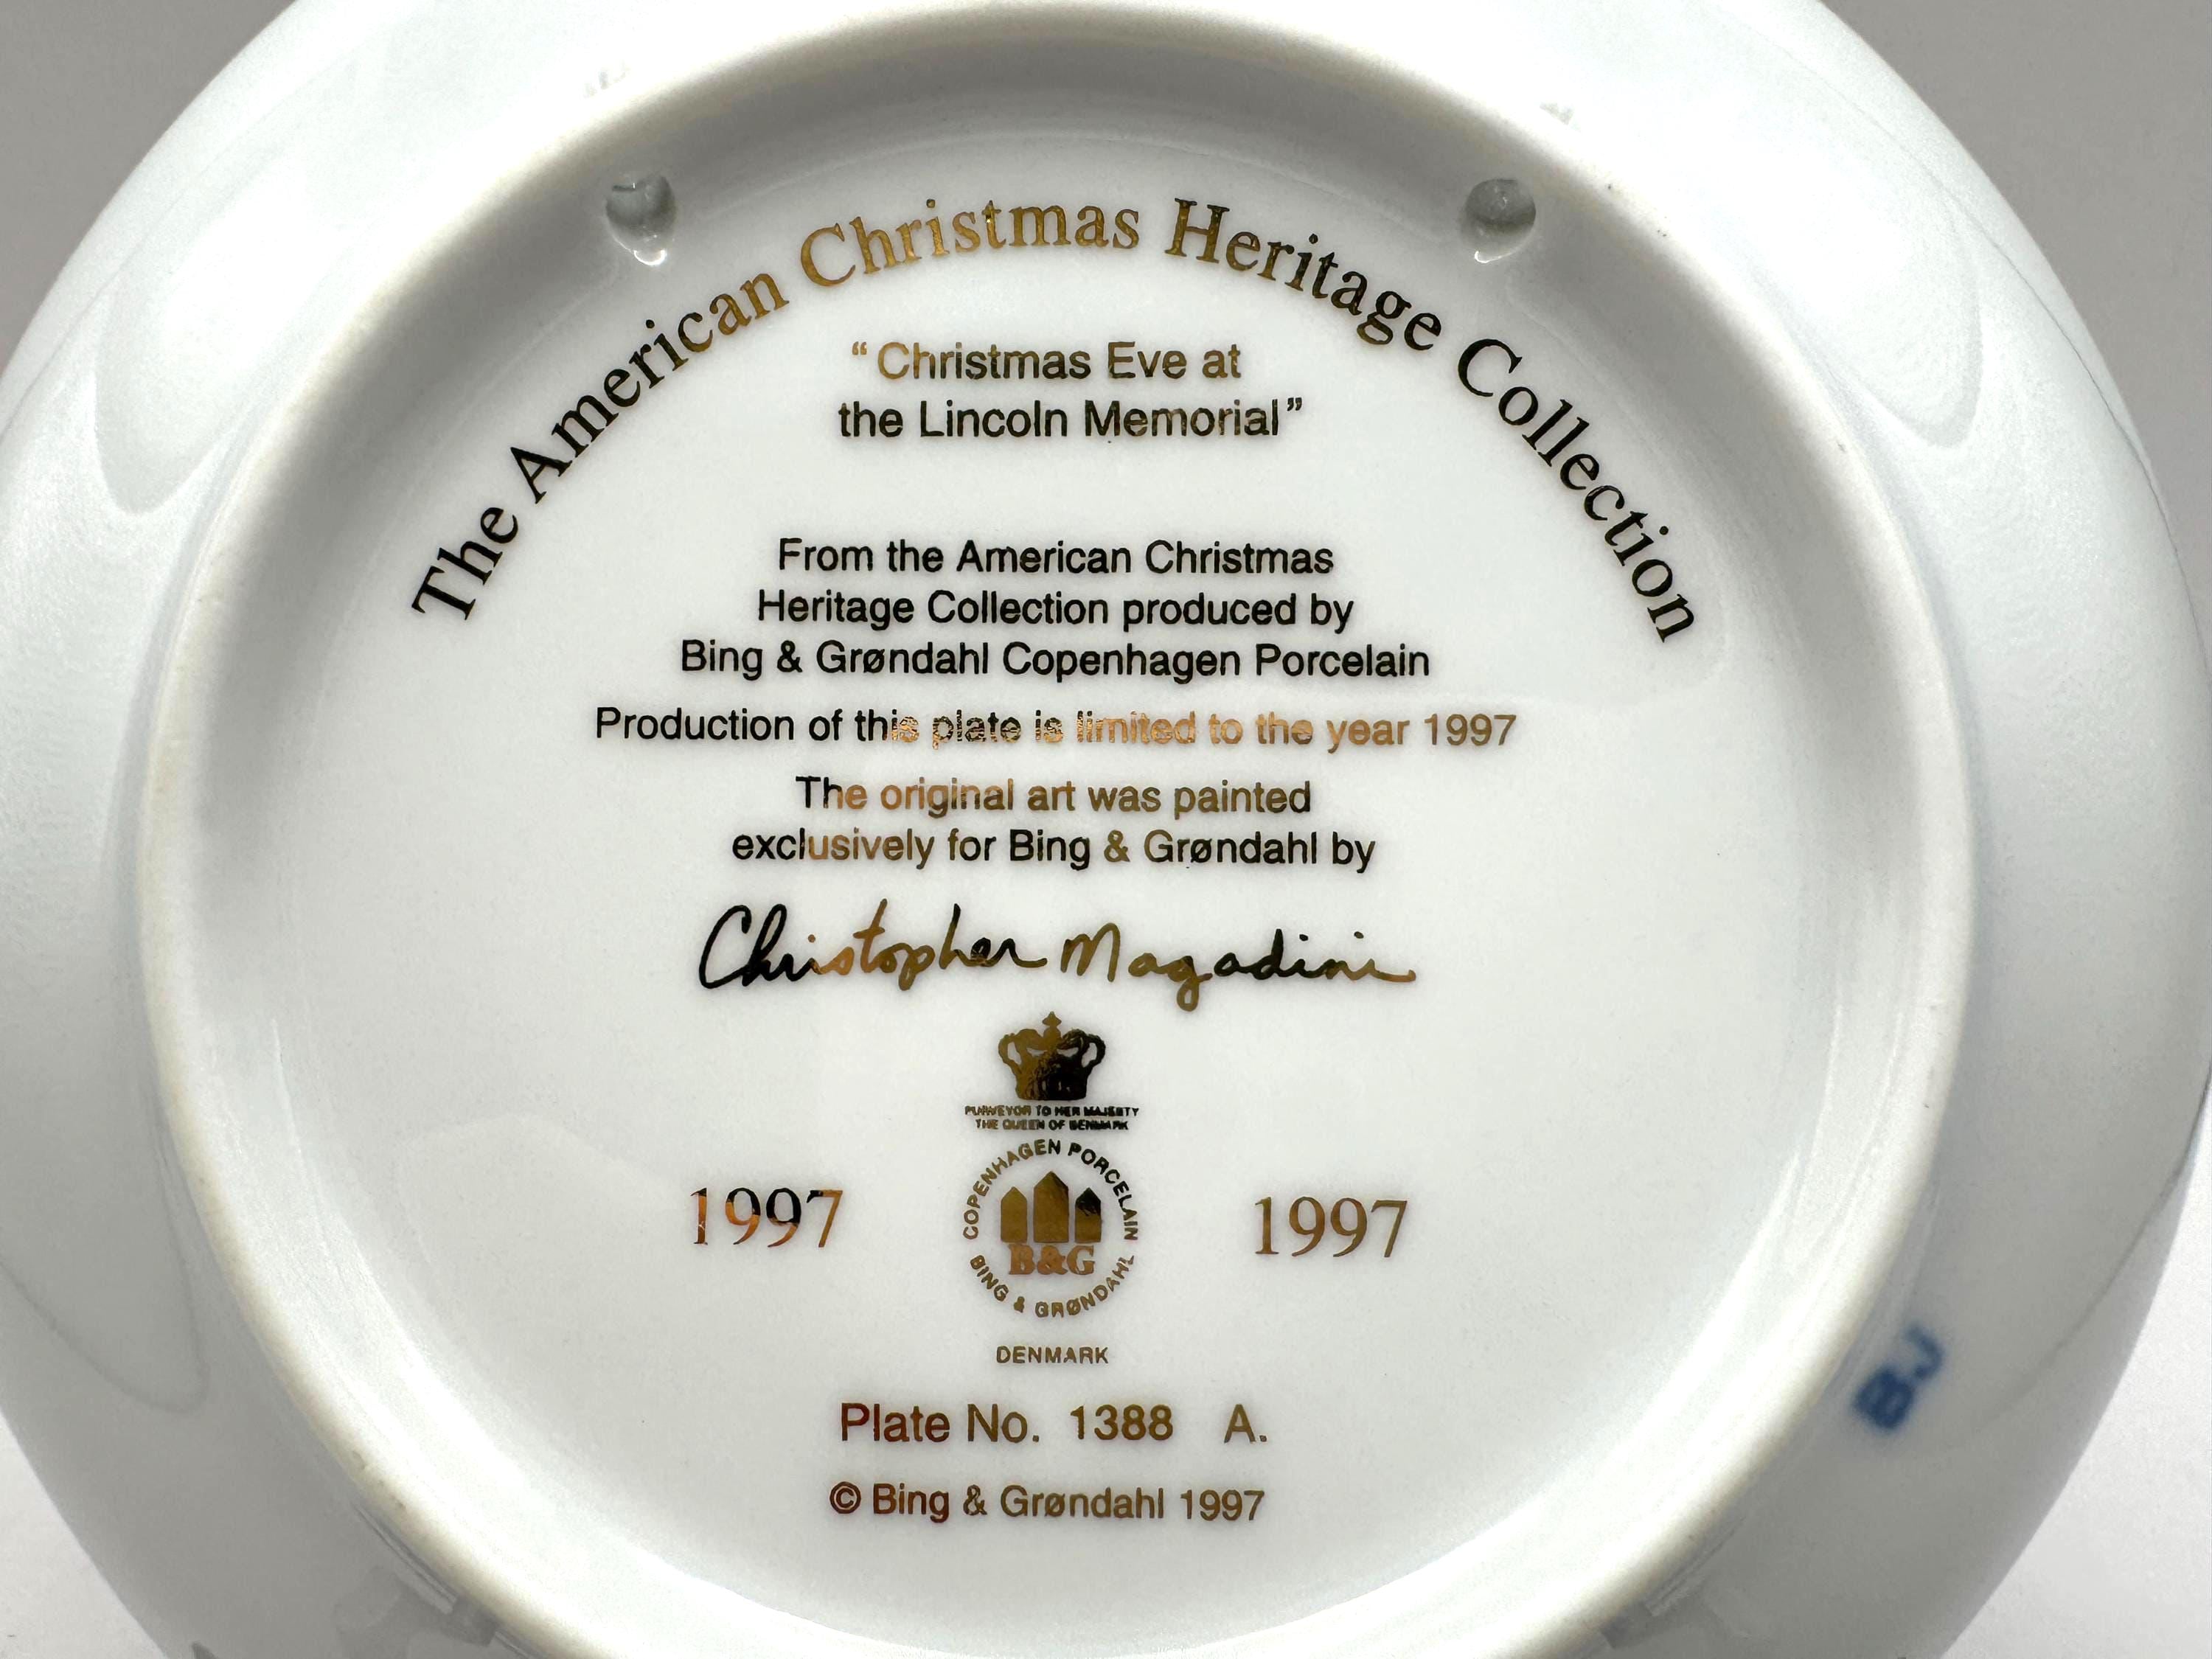 The American Christmas Heritage Collection
“Christmas Eve at
the Lincoln Memorial”
From the American Christmas
Heritage Collection produced by
Bing & Grøndahl Copenhagen Porcelain
Production of this plate is limited to the year 1997
The original art was painted
exclusively for Bing & Grøndahl by
Christopher Magadini
PURVEYOR TO HER MAJESTY
THE QUEEN OF DENMARK
COPENHAGEN PORCELAIN
1997
B&G
1997
BING & GRØNDAHL
DENMARK
BJ
Plate No. 1388 A.
© Bing & Grøndahl 1997